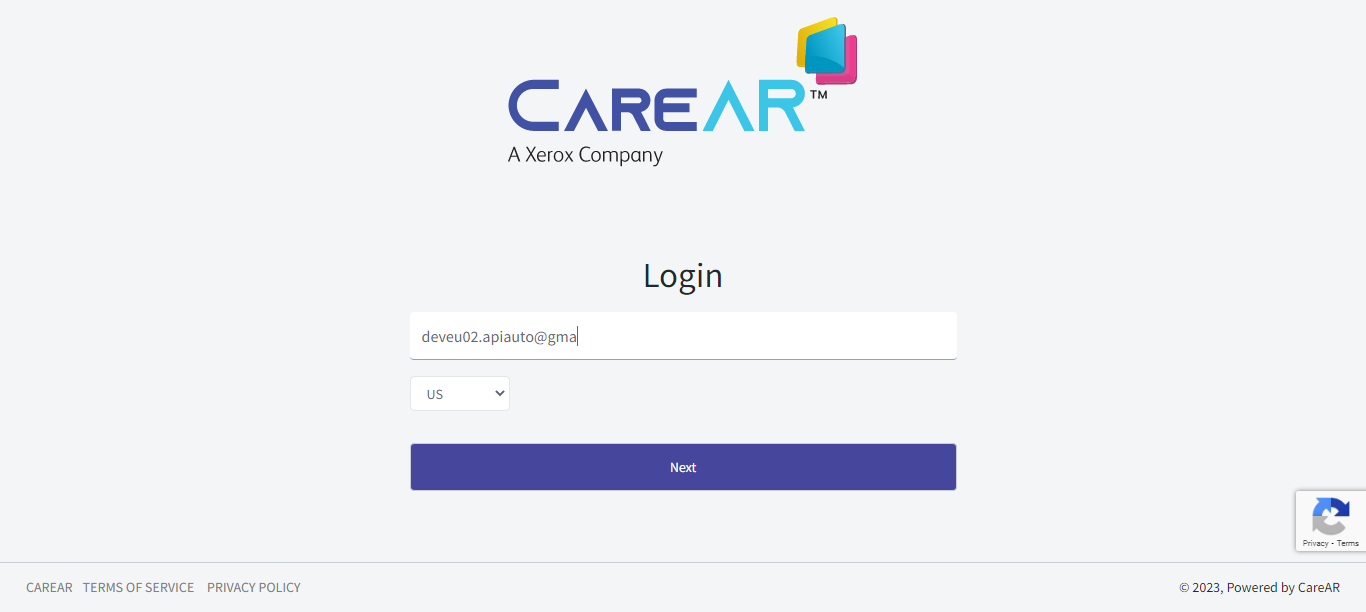 CAREAR™
A Xerox Company
Login
deveu02.apiauto@gma
US
Next
Privacy - Terms
CAREAR TERMS OF SERVICE PRIVACY POLICY
© 2023, Powered by CareAR